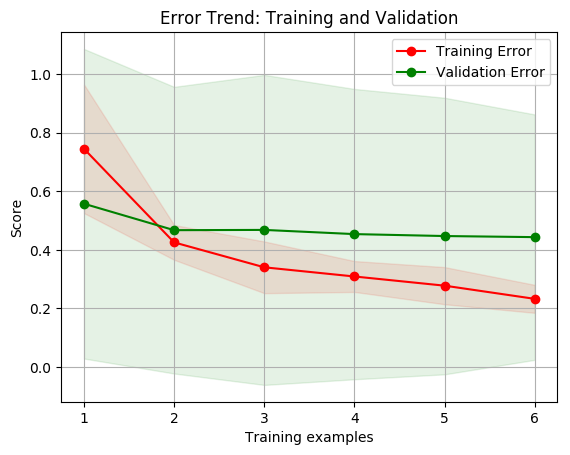 Error Trend: Training and Validation
Training Error
Validation Error
Score
1.0
0.8
0.6
0.4
0.2
0.0
1 2 3 4 5 6
Training examples